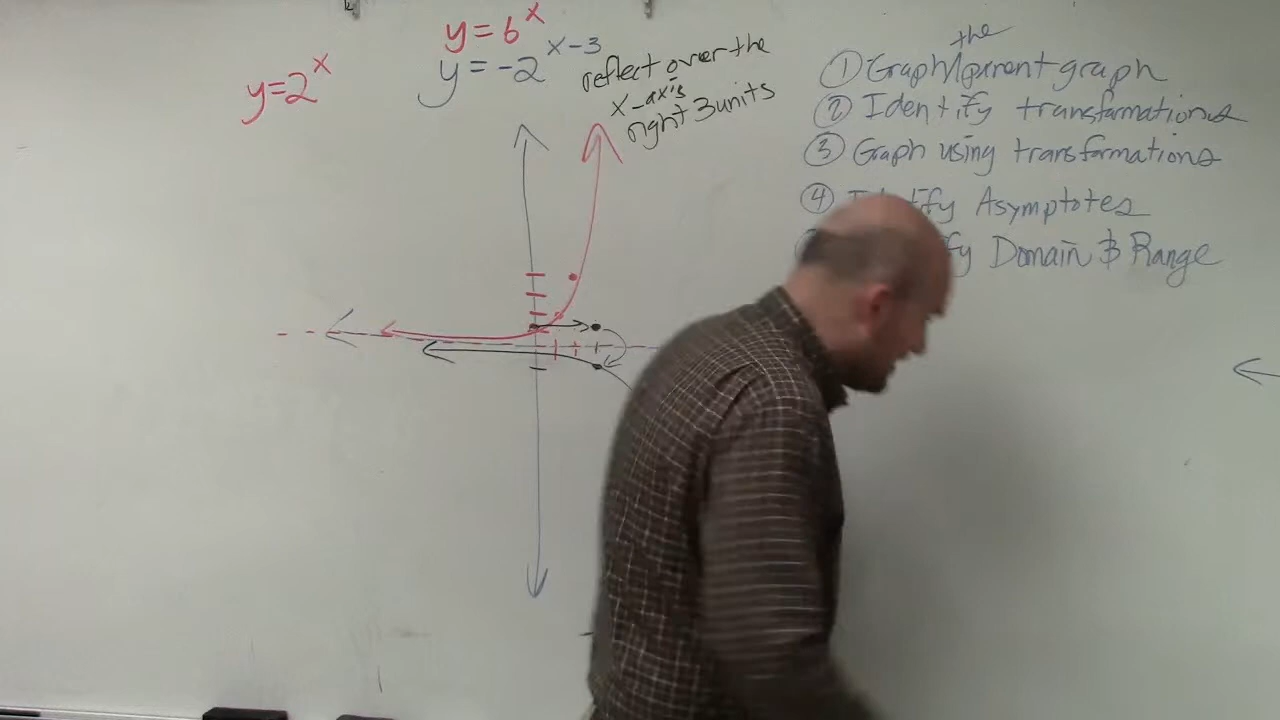 y = 6^x
y = 2^x
y = -2^(x-3)
reflect over the
x-axis
right 3 units
① Graph the parent graph
② Identify transformations
③ Graph using transformations
④ Identify Asymptotes
Domain & Range